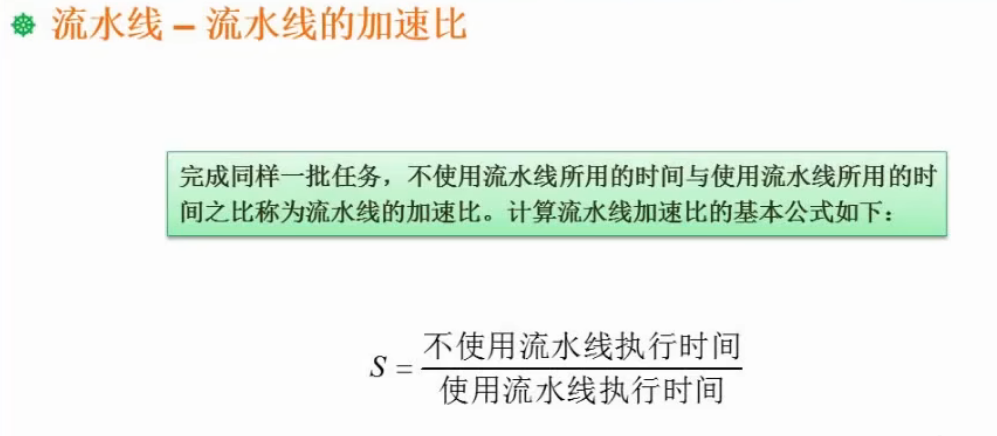 流水线 – 流水线的加速比
完成同样一批任务，不使用流水线所用的时间与使用流水线所用的时
间之比称为流水线的加速比。计算流水线加速比的基本公式如下：
不使用流水线执行时间
S =
使用流水线执行时间